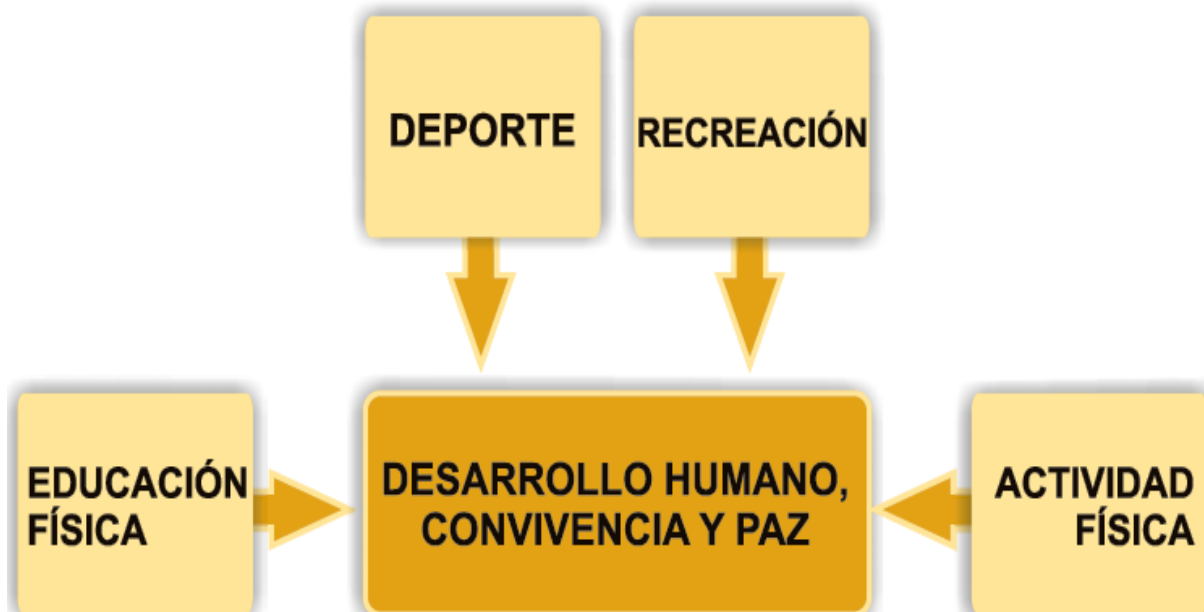 DEPORTE
RECREACIÓN
EDUCACIÓN
FÍSICA
DESARROLLO HUMANO,
CONVIVENCIA Y PAZ
ACTIVIDAD
FÍSICA